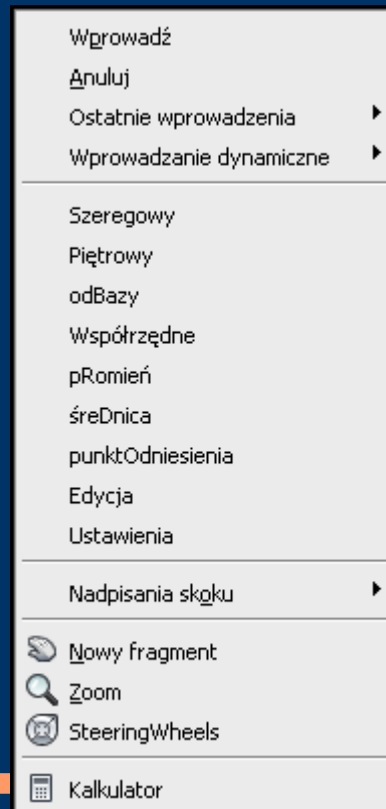 Wprowadź
Anuluj
Ostatnie wprowadzenia
Wprowadzanie dynamiczne
Szeregowy
Piętrowy
odBazy
Współrzędne
pRomień
śreDnica
punktOdniesienia
Edycja
Ustawienia
Nadpisania skoku
Nowy fragment
Zoom
SteeringWheels
Kalkulator